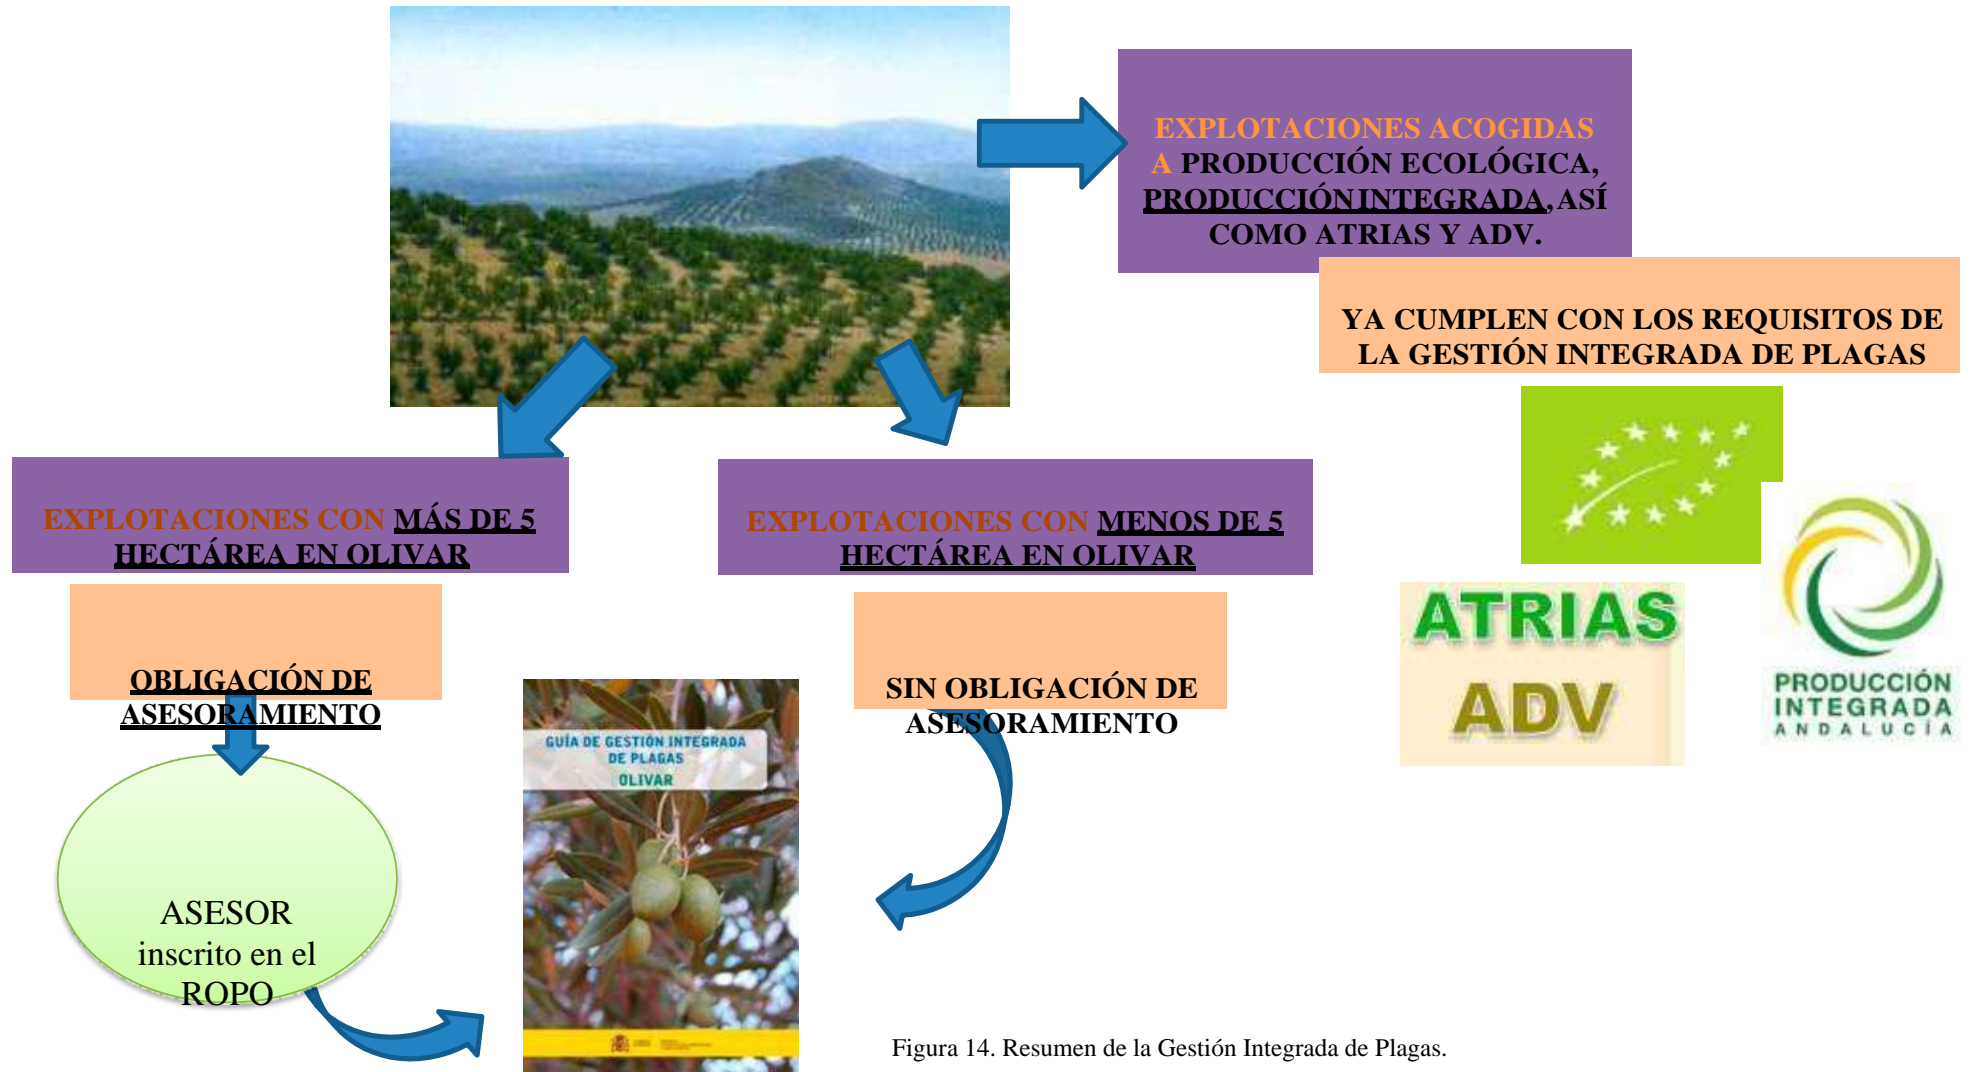 EXPLOTACIONES ACOGIDAS
A PRODUCCIÓN ECOLÓGICA,
PRODUCCIÓN INTEGRADA, ASÍ
COMO ATRIAS Y ADV.
YA CUMPLEN CON LOS REQUISITOS DE
LA GESTIÓN INTEGRADA DE PLAGAS
EXPLOTACIONES CON MÁS DE 5
HECTÁREA EN OLIVAR
EXPLOTACIONES CON MENOS DE 5
HECTÁREA EN OLIVAR
OBLIGACIÓN DE
ASESORAMIENTO
SIN OBLIGACIÓN DE
ASESORAMIENTO
ATRIAS
ADV
PRODUCCIÓN
INTEGRADA
ANDALUCÍA
GUÍA DE GESTIÓN INTEGRADA
DE PLAGAS
OLIVAR
ASESOR
inscrito en el
ROPO
Figura 14. Resumen de la Gestión Integrada de Plagas.